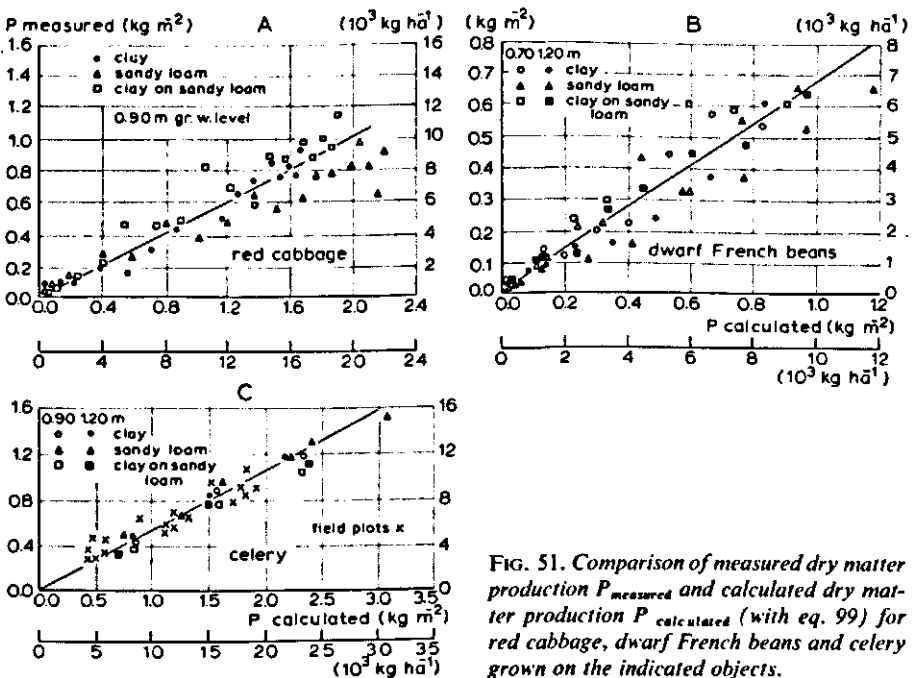 P measured (kg m̄²) A (10³ kg hā¹)
1.6 16
• clay
▲ sandy loam
□ clay on sandy loam
1.4 14
1.2 12
0.90 m gr. w. level
1.0 10
0.8 8
0.6 6
0.4 4
red cabbage
0.2 2
0.0
0.0 0.4 0.8 1.2 1.6 2.0 2.4
0 4 8 12 16 20 24
(kg m̄²) B (10³ kg hā¹)
0.8 8
0.70 1.20 m
clay
sandy loam
clay on sandy
loam
0.7 7
0.6 6
0.5 5
0.4 4
0.3 3
0.2 2
dwarf French beans
0.1 1
0.0 0
0.0 0.2 0.4 0.6 0.8 1.0 1.2
P calculated (kg m̄²)
0 2 4 6 8 10 12
(10³ kg hā¹)
C
1.6 16
0.90 1.20 m
clay
sandy loam
clay on sandy
loam
1.2 12
0.8 8
field plots x
0.4 4
celery
0
0.0 0.5 1.0 1.5 2.0 2.5 3.0 3.5
P calculated (kg m̄²)
0 5 10 15 20 25 30 35
(10³ kg hā¹)
FIG. 51. Comparison of measured dry matter
production P measured and calculated dry mat-
ter production P calculated (with eq. 99) for
red cabbage, dwarf French beans and celery
grown on the indicated objects.